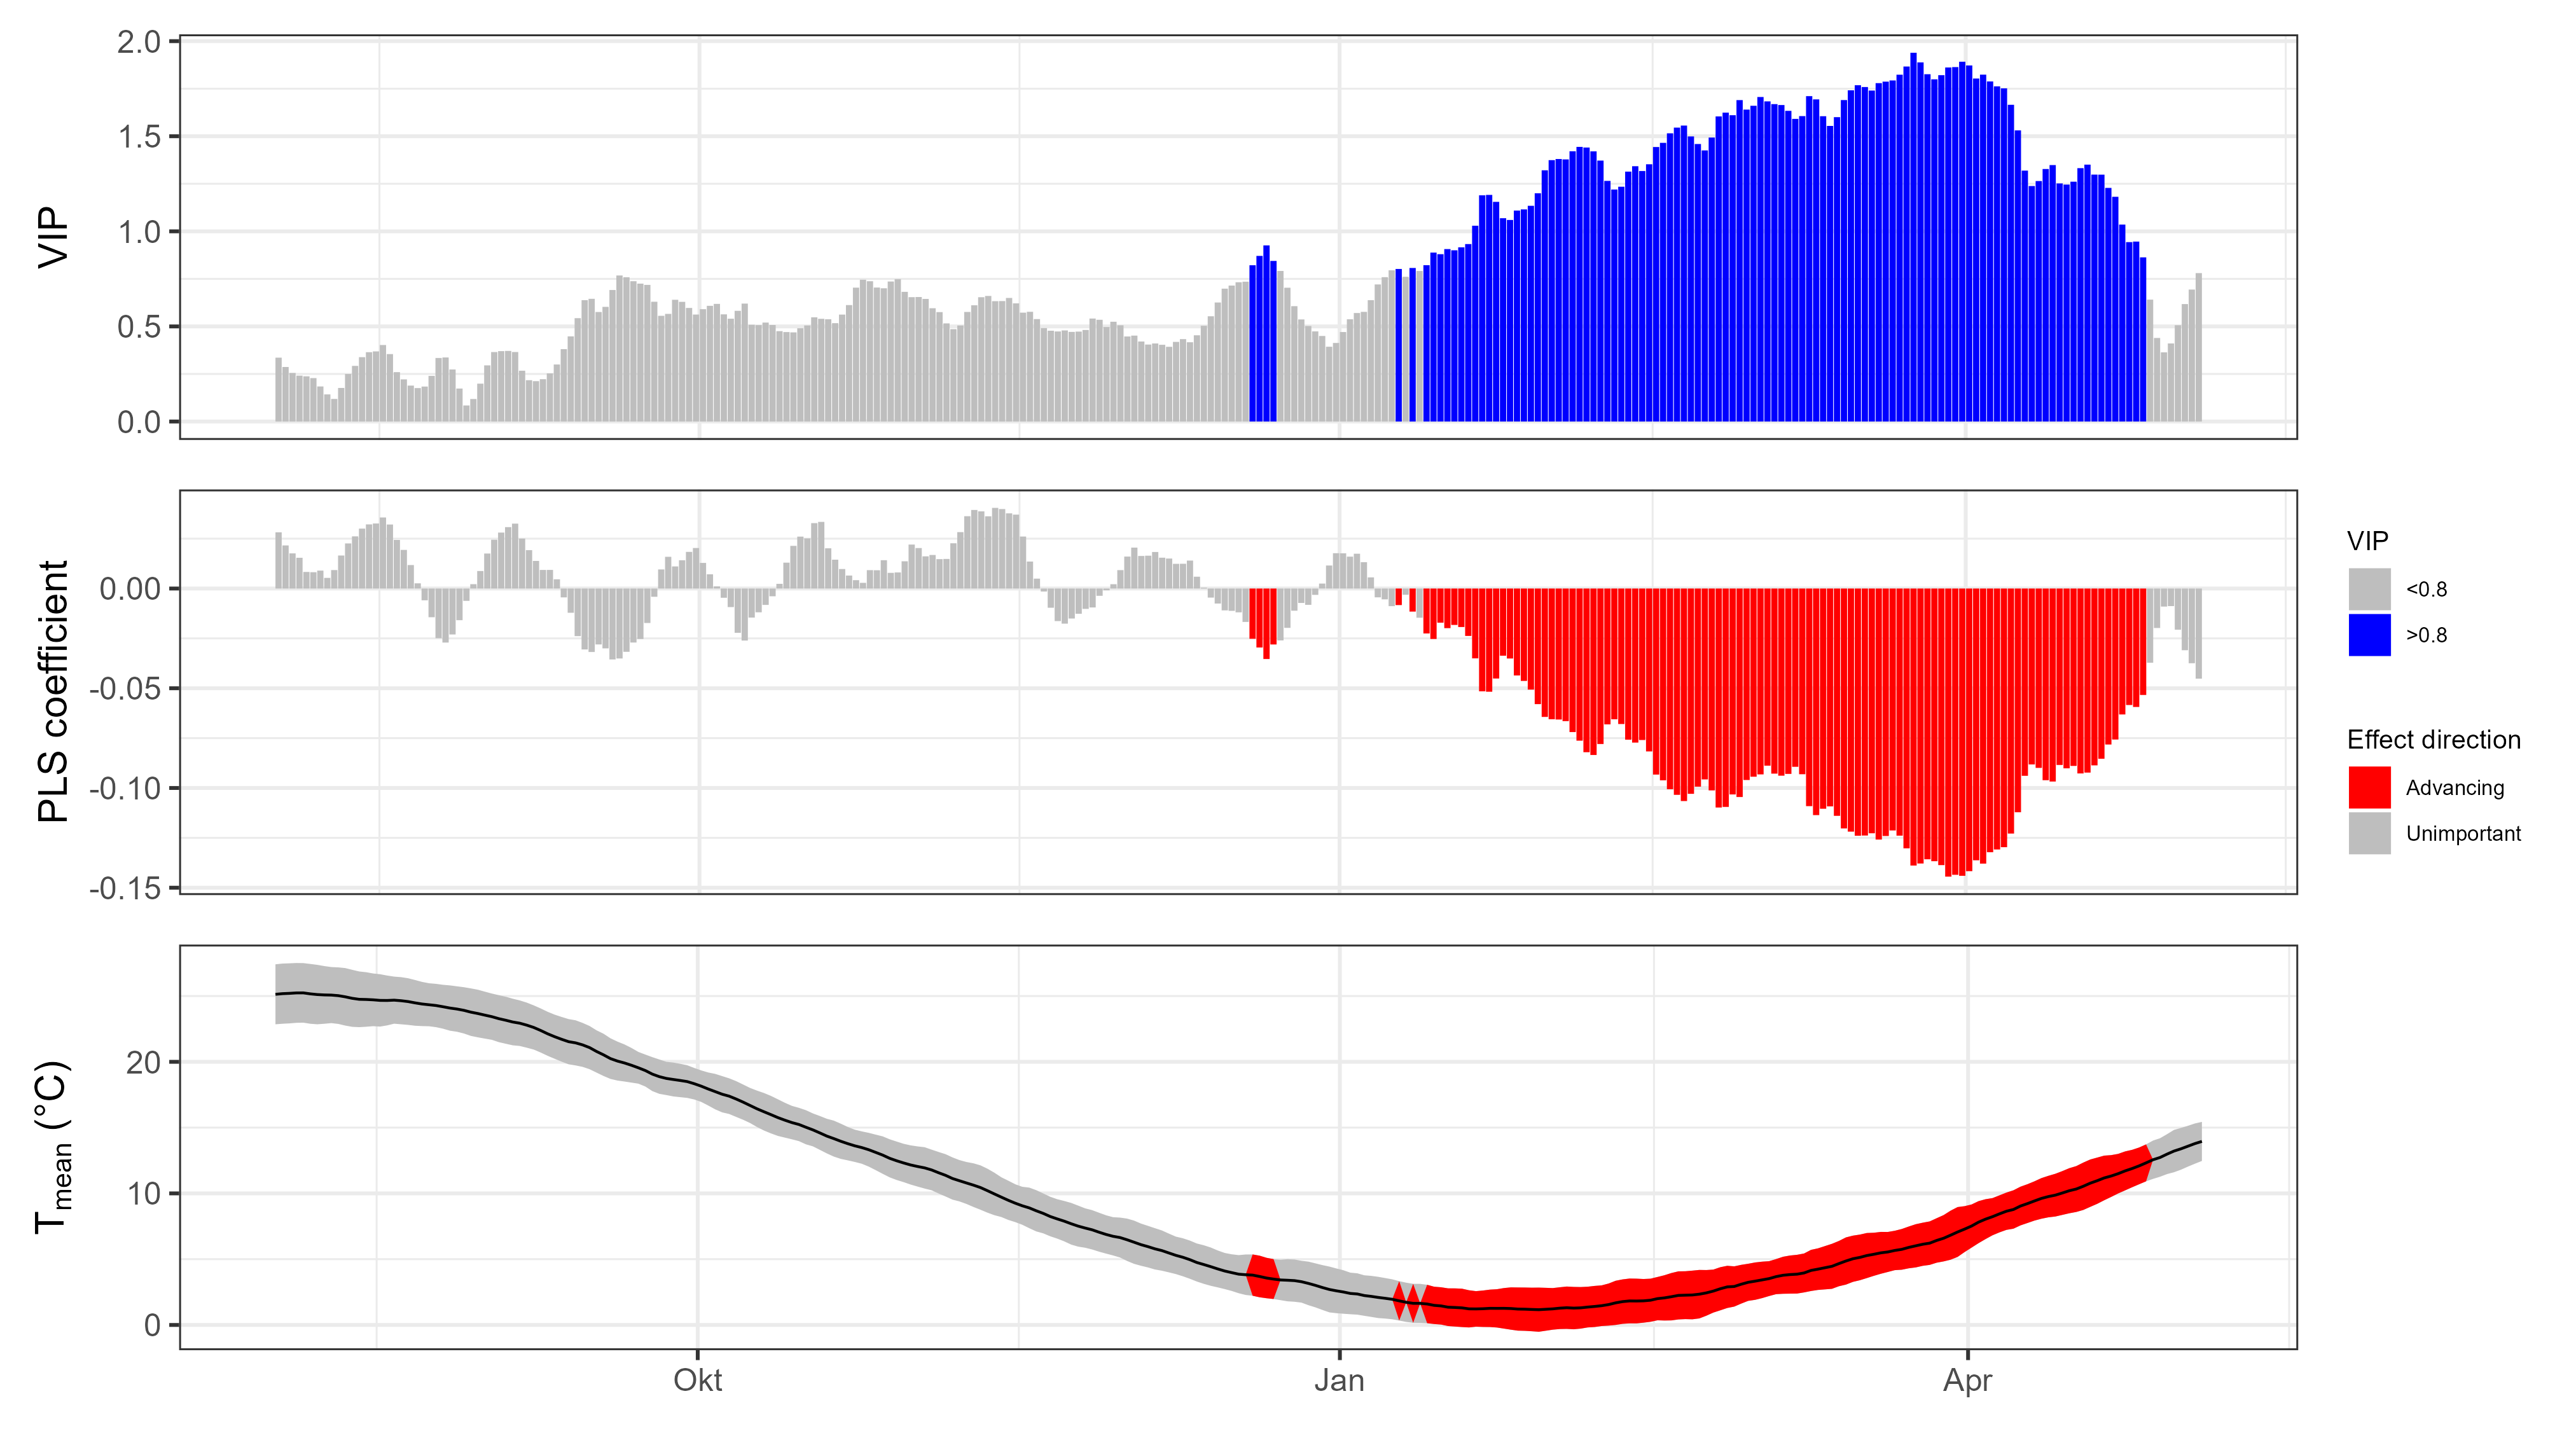 VIP
2.0
1.5
1.0
0.5
0.0
PLS coefficient
0.00
-0.05
-0.10
-0.15
Tmean (°C)
20
10
0
Okt Jan Apr
VIP
<0.8
>0.8
Effect direction
Advancing
Unimportant